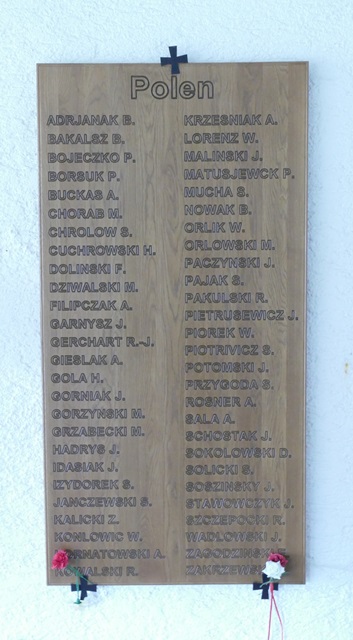 Polen
ADRJANAK B.
BAKALSZ B.
BOJECZKO P.
BORSUK P.
BUCKAS A.
CHORAB M.
CHROLOW S.
CUCHROWSKI H.
DOLINSKI F.
DZIWALSKI M.
FILIPCZAK A.
GARNYSZ J.
GERCHART R.-J.
GIESLAK A.
GOLA H.
GORNIAK J.
GORZYNSKI M.
GRZABECKI M.
HADRYS J.
IDASIAK J.
IZYDOREK S.
JANCZEWSKI S.
KALICKI Z.
KONLOWIC W.
A.
KOWALSKI R.
KRZESNIAK A.
LORENZ W.
MALINSKI J.
MATUSJEWCK P.
MUCHA S.
NOWAK B.
ORLIK W.
ORLOWSKI M.
PACZYNSKI J.
PAJAK S.
PAKULSKI R.
PIETRUSEWICZ J.
PIOREK W.
PIOTRIVICZ S.
POTOMSKI J.
PRZYGODA S.
ROSNER A.
SALA A.
SCHOSTAK J.
SOKOLOWSKI D.
SOLICKI S.
SOSZINSKY J.
STAWOWCZYK J.
SZCZEPOCKI R.
WADLOWSKI J.